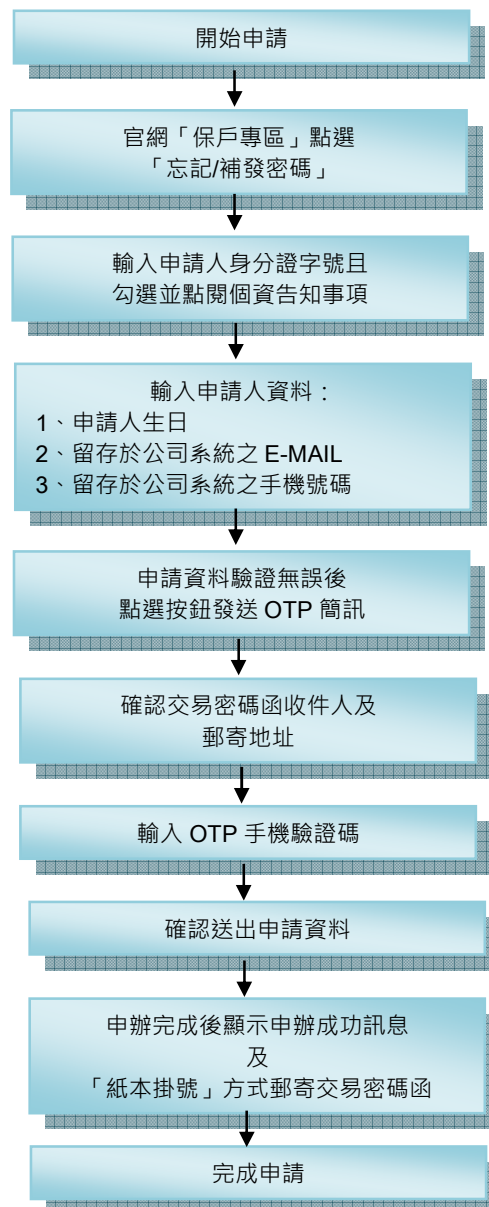 開始申請
官網「保戶專區」點選
「忘記/補發密碼」
輸入申請人身分證字號且
勾選並點閱個資告知事項
輸入申請人資料：
1、申請人生日
2、留存於公司系統之 E-MAIL
3、留存於公司系統之手機號碼
申請資料驗證無誤後
點選按鈕發送 OTP 簡訊
確認交易密碼函收件人及
郵寄地址
輸入 OTP 手機驗證碼
確認送出申請資料
申辦完成後顯示申辦成功訊息
及
「紙本掛號」方式郵寄交易密碼函
完成申請